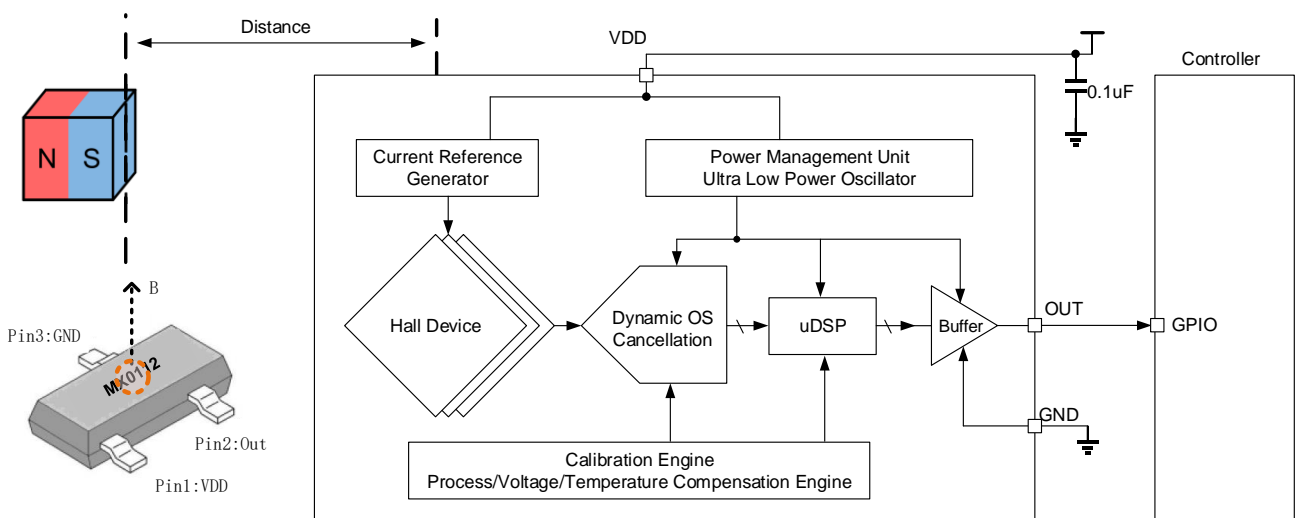 Distance
VDD
Controller
0.1uF
N S
Current Reference
Generator
Power Management Unit
Ultra Low Power Oscillator
B
Pin3:GND
MX0112
Hall Device
Dynamic OS
Cancellation
uDSP
Buffer
OUT
GPIO
GND
Pin2:Out
Pin1:VDD
Calibration Engine
Process/Voltage/Temperature Compensation Engine